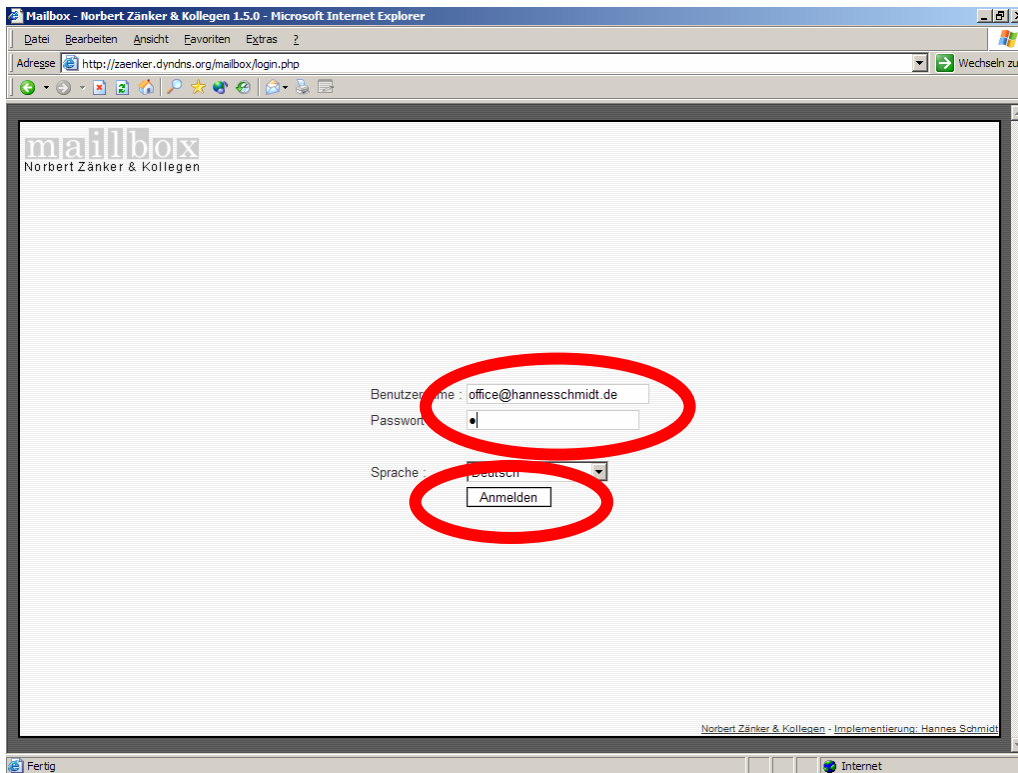 Mailbox - Norbert Zänker & Kollegen 1.5.0 - Microsoft Internet Explorer
Datei Bearbeiten Ansicht Favoriten Extras ?
Adresse http://zaenker.dyndns.org/mailbox/login.php Wechseln zu
mailbox
Norbert Zänker & Kollegen
Benutzername : office@hannesschmidt.de
Passwort
Sprache : Deutsch
Anmelden
Norbert Zänker & Kollegen - Implementierung: Hannes Schmidt
Fertig Internet